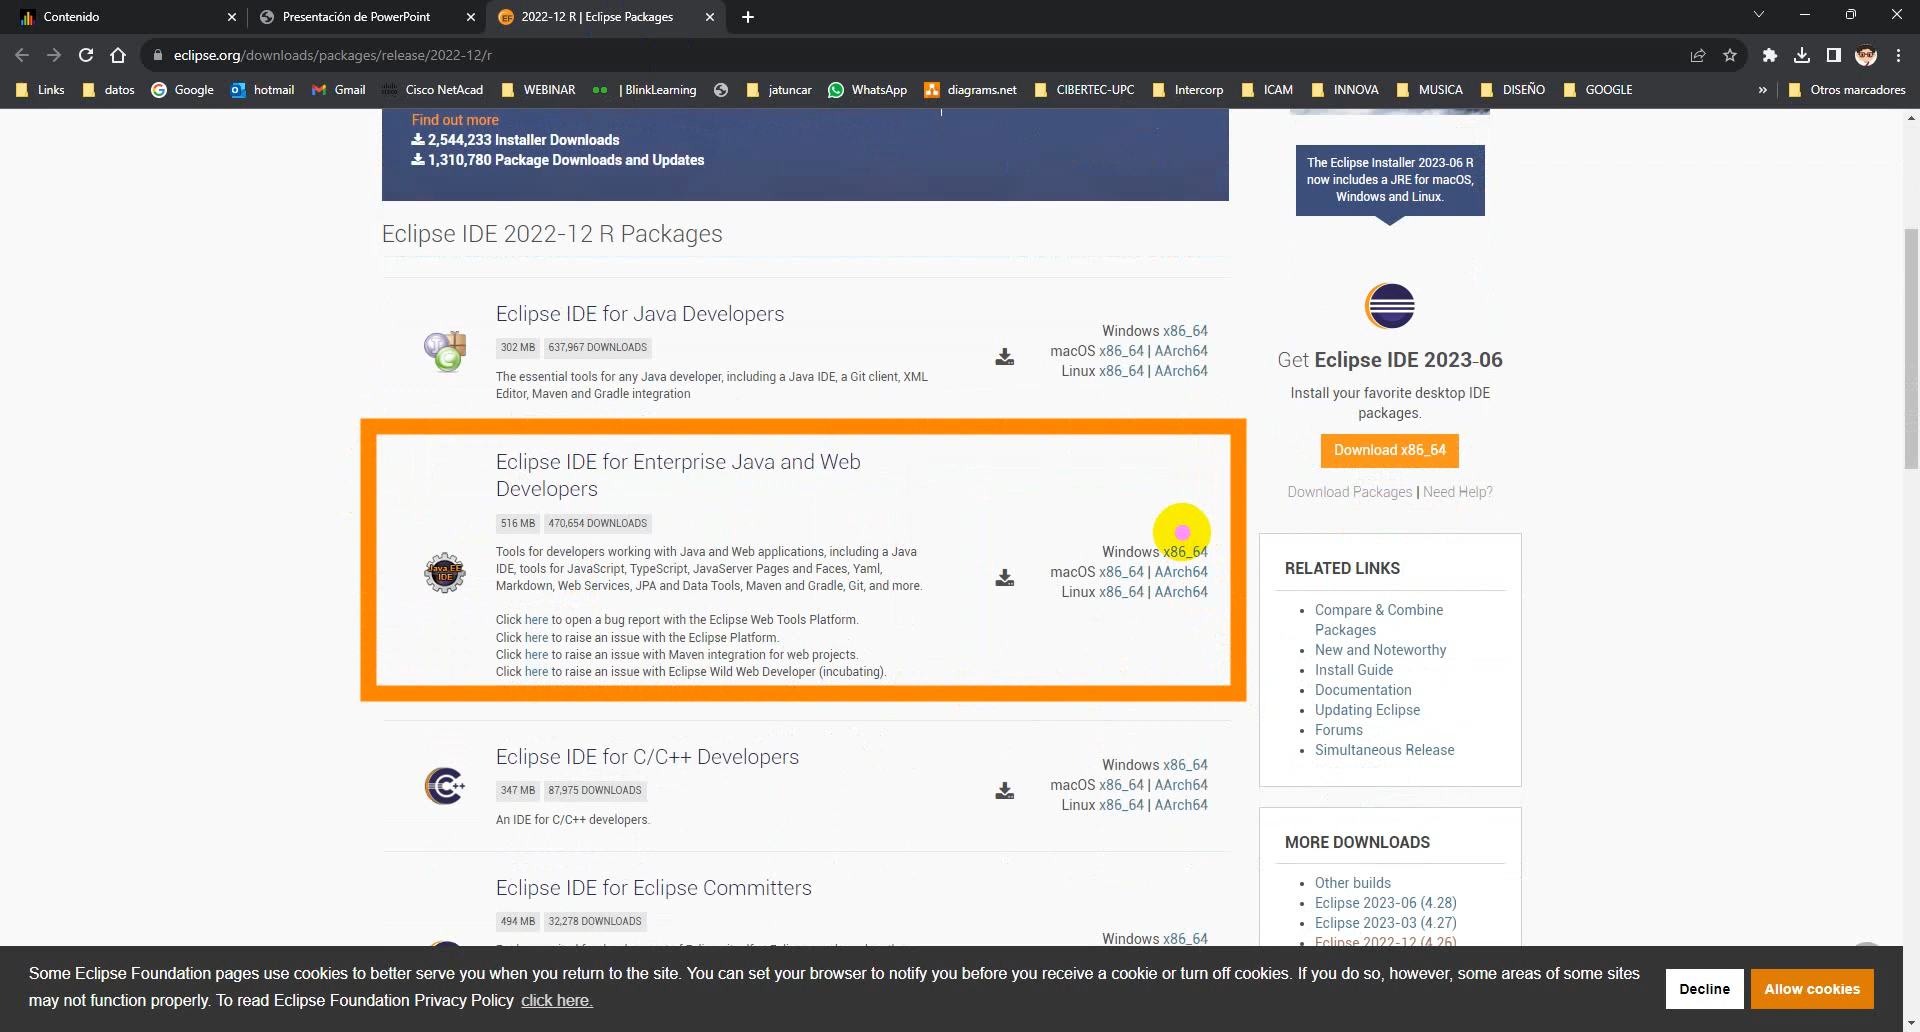 Contenido
Presentación de PowerPoint
2022-12 R | Eclipse Packages
eclipse.org/downloads/packages/release/2022-12/r
Links
datos
Google
hotmail
Gmail
Cisco NetAcad
WEBINAR
| BlinkLearning
jatuncar
WhatsApp
diagrams.net
CIBERTEC-UPC
Intercorp
ICAM
INNOVA
MUSICA
DISEÑO
GOOGLE
»
Otros marcadores
Find out more
2,544,233 Installer Downloads
1,310,780 Package Downloads and Updates
Eclipse IDE 2022-12 R Packages
Eclipse IDE for Java Developers
302 MB 637,967 DOWNLOADS
The essential tools for any Java developer, including a Java IDE, a Git client, XML
Editor, Maven and Gradle integration
Windows x86_64
macOS x86_64 | AArch64
Linux x86_64 | AArch64
Eclipse IDE for Enterprise Java and Web
Developers
516 MB 470,654 DOWNLOADS
Java EE
IDE
Tools for developers working with Java and Web applications, including a Java
IDE, tools for JavaScript, TypeScript, JavaServer Pages and Faces, Yaml,
Markdown, Web Services, JPA and Data Tools, Maven and Gradle, Git, and more.
Click here to open a bug report with the Eclipse Web Tools Platform.
Click here to raise an issue with the Eclipse Platform.
Click here to raise an issue with Maven integration for web projects.
Click here to raise an issue with Eclipse Wild Web Developer (incubating).
Windows x86_64
macOS x86_64 | AArch64
Linux x86_64 | AArch64
Eclipse IDE for C/C++ Developers
347 MB 87,975 DOWNLOADS
An IDE for C/C++ developers.
Windows x86_64
macOS x86_64 | AArch64
Linux x86_64 | AArch64
Eclipse IDE for Eclipse Committers
494 MB 32,278 DOWNLOADS
Windows x86_64
The Eclipse Installer 2023-06 R
now includes a JRE for macOS,
Windows and Linux.
Get Eclipse IDE 2023-06
Install your favorite desktop IDE
packages.
Download x86_64
Download Packages | Need Help?
RELATED LINKS
Compare & Combine
Packages
New and Noteworthy
Install Guide
Documentation
Updating Eclipse
Forums
Simultaneous Release
MORE DOWNLOADS
Other builds
Eclipse 2023-06 (4.28)
Eclipse 2023-03 (4.27)
Eclipse 2022-12 (4.26)
Some Eclipse Foundation pages use cookies to better serve you when you return to the site. You can set your browser to notify you before you receive a cookie or turn off cookies. If you do so, however, some areas of some sites
may not function properly. To read Eclipse Foundation Privacy Policy click here.
Decline
Allow cookies